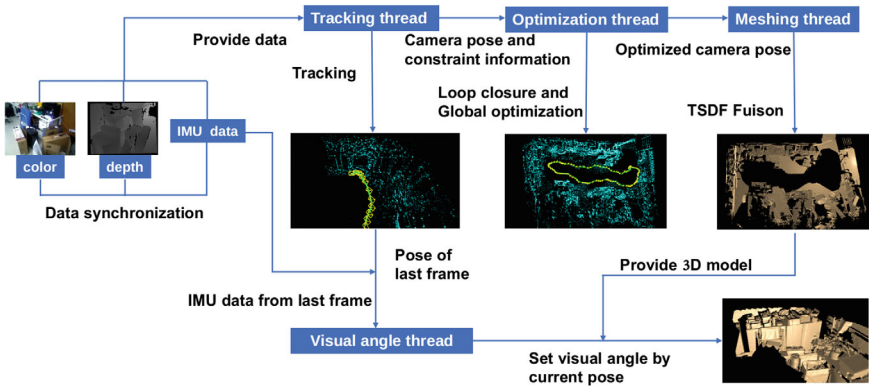 Tracking thread
Optimization thread
Meshing thread
Provide data
Camera pose and
constraint information
Optimized camera pose
Tracking
Loop closure and
Global optimization
TSDF Fuison
IMU data
color
depth
Data synchronization
Pose of
last frame
Provide 3D model
IMU data from last frame
Visual angle thread
Set visual angle by
current pose